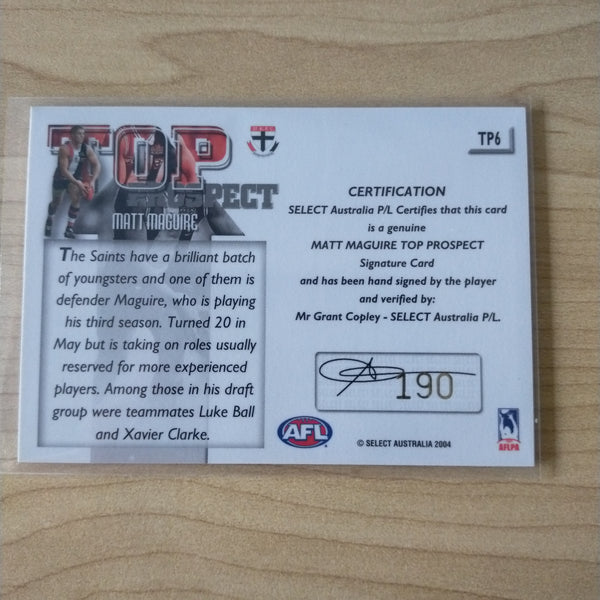 TOP
PROSPECT
MATT MAGUIRE
The Saints have a brilliant batch
of youngsters and one of them is
defender Maguire, who is playing
his third season. Turned 20 in
May but is taking on roles usually
reserved for more experienced
players. Among those in his draft
group were teammates Luke Ball
and Xavier Clarke.
TP6
CERTIFICATION
SELECT Australia P/L Certifies that this card
is a genuine
MATT MAGUIRE TOP PROSPECT
Signature Card
and has been hand signed by the player
and verified by:
Mr Grant Copley - SELECT Australia P/L.
190
AFL
© SELECT AUSTRALIA 2004
AFLPA